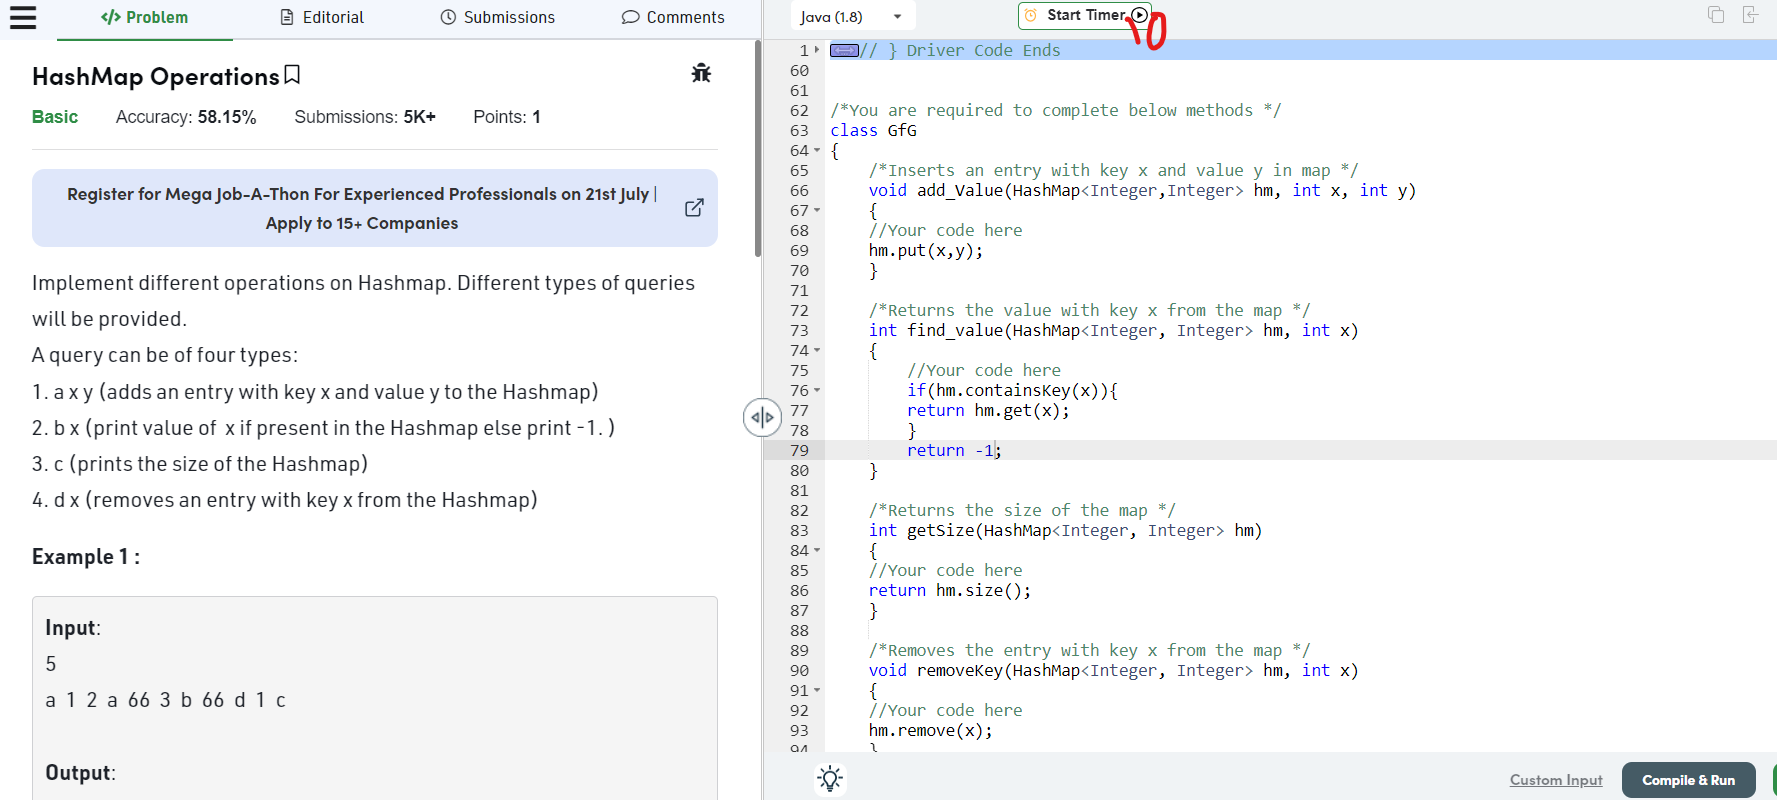 </> Problem
Editorial
Submissions
Comments
HashMap Operations
Basic Accuracy: 58.15% Submissions: 5K+ Points: 1
Register for Mega Job-A-Thon For Experienced Professionals on 21st July |
Apply to 15+ Companies
Implement different operations on Hashmap. Different types of queries
will be provided.
A query can be of four types:
1. a x y (adds an entry with key x and value y to the Hashmap)
2. b x (print value of x if present in the Hashmap else print -1. )
3. c (prints the size of the Hashmap)
4. d x (removes an entry with key x from the Hashmap)
Example 1 :
Input:
5
a 1 2 a 66 3 b 66 d 1 c
Output:
Java (1.8)
Start Timer
10
1 // } Driver Code Ends
60
61
62 /*You are required to complete below methods */
63 class GfG
64 {
65 /*Inserts an entry with key x and value y in map */
66 void add_Value(HashMap<Integer,Integer> hm, int x, int y)
67 {
68 //Your code here
69 hm.put(x,y);
70 }
71
72 /*Returns the value with key x from the map */
73 int find_value(HashMap<Integer, Integer> hm, int x)
74 {
75 //Your code here
76 if(hm.containsKey(x)){
77 return hm.get(x);
78 }
79 return -1;
80 }
81
82 /*Returns the size of the map */
83 int getSize(HashMap<Integer, Integer> hm)
84 {
85 //Your code here
86 return hm.size();
87 }
88
89 /*Removes the entry with key x from the map */
90 void removeKey(HashMap<Integer, Integer> hm, int x)
91 {
92 //Your code here
93 hm.remove(x);
94 }
Custom Input
Compile & Run